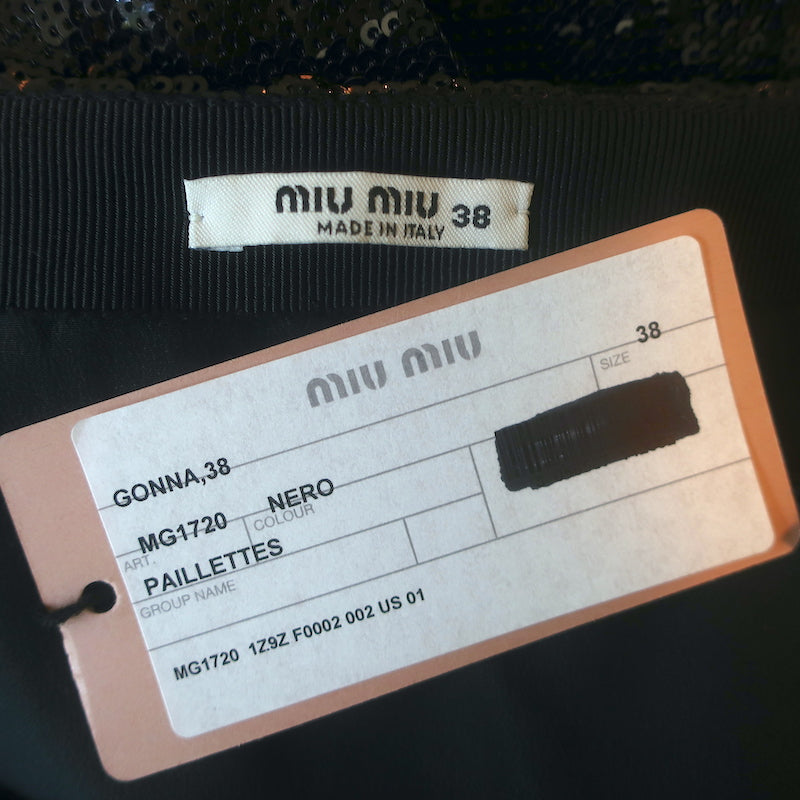 MIU MIU 38
MADE IN ITALY
MIU MIU
38
SIZE
GONNA,38
MG1720 NERO
ART. COLOUR
PAILLETTES
GROUP NAME
MG1720 1Z9Z F0002 002 US 01